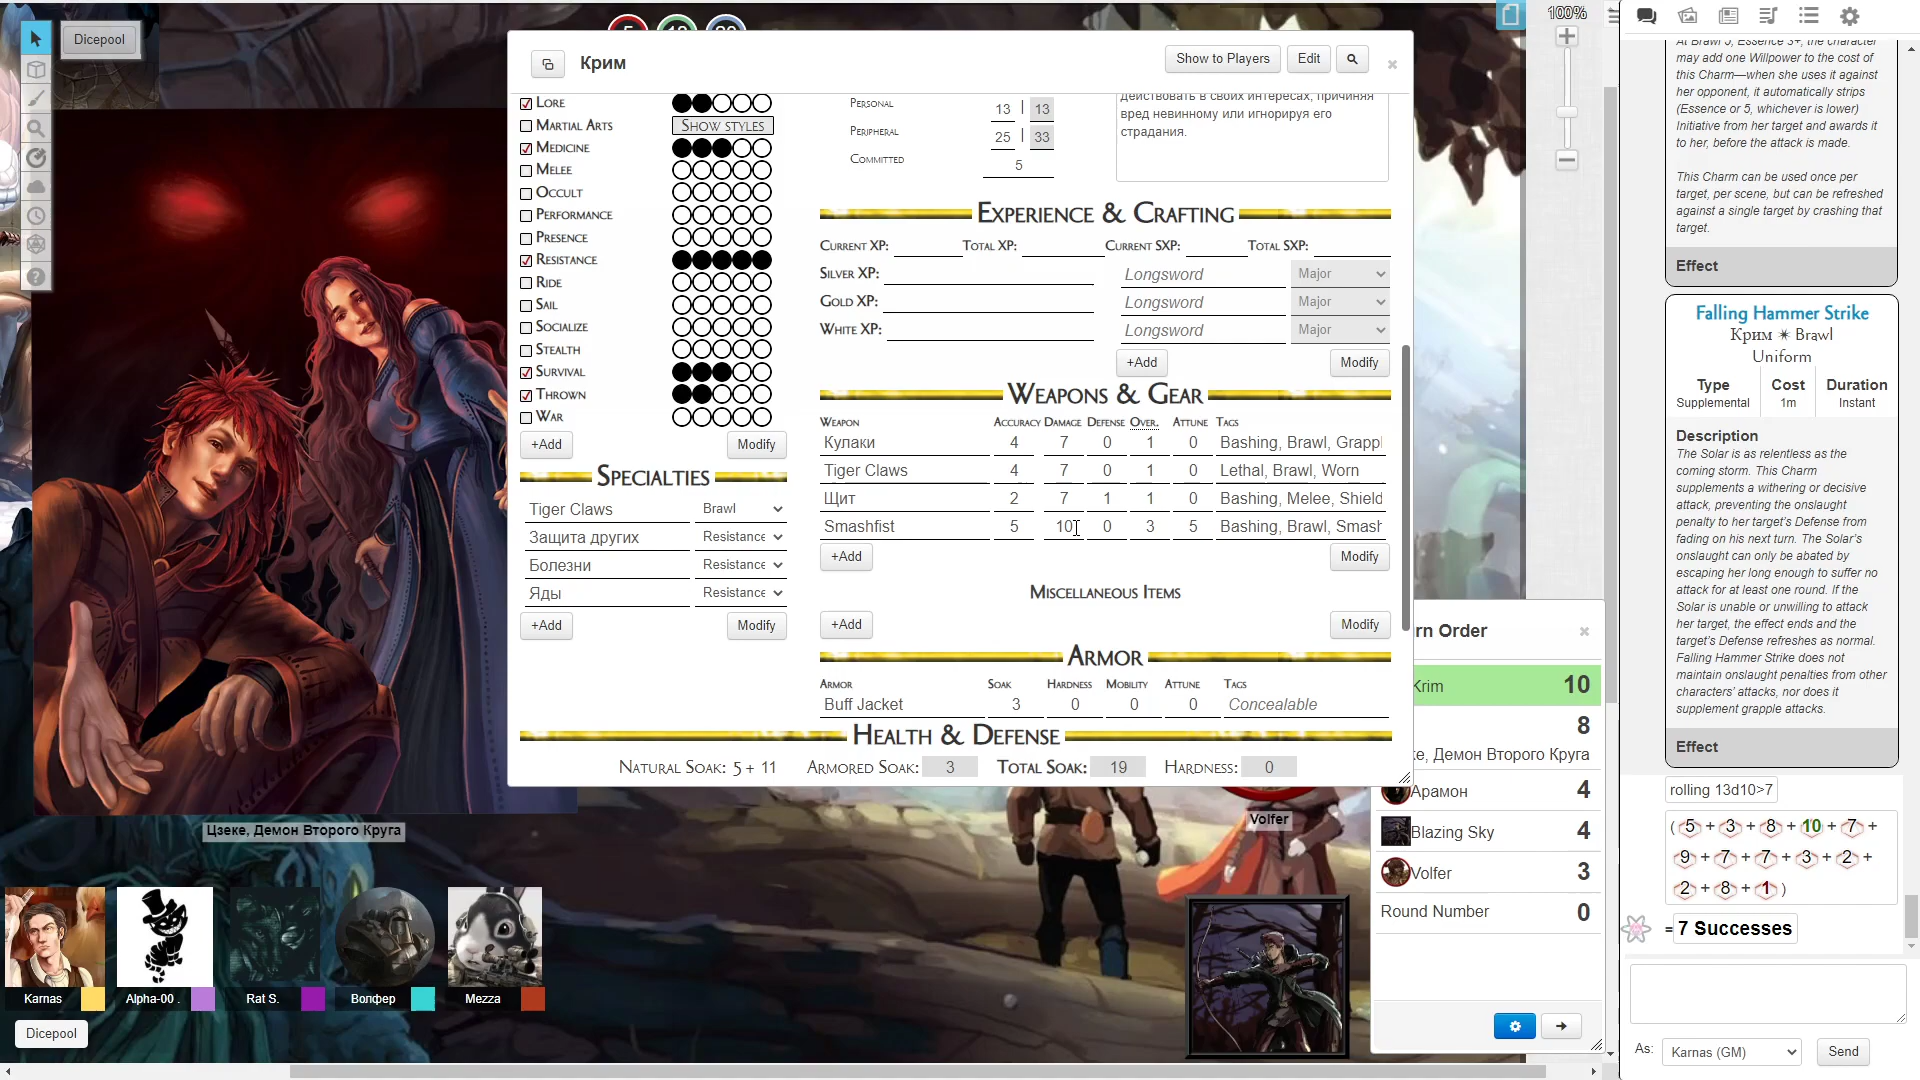 Dicepool
100%
Крим
Show to Players
Edit
Lore
Martial Arts
Show styles
Medicine
Melee
Occult
Performance
Presence
Resistance
Ride
Sail
Socialize
Stealth
Survival
Thrown
War
+Add
Modify
Specialties
Tiger Claws Brawl
Защита других Resistance
Болезни Resistance
Яды Resistance
+Add
Modify
Personal 13 | 13
Peripheral 25 | 33
Committed 5
действовать в своих интересах, причиняя
вред невинному или игнорируя его
страдания.
Experience & Crafting
Current XP: Total XP: Current SXP: Total SXP:
Silver XP: Longsword Major
Gold XP: Longsword Major
White XP: Longsword Major
+Add
Modify
Weapons & Gear
Weapon Accuracy Damage Defense Over. Attune Tags
Кулаки 4 7 0 1 0 Bashing, Brawl, Grappl
Tiger Claws 4 7 0 1 0 Lethal, Brawl, Worn
Щит 2 7 1 1 0 Bashing, Melee, Shield
Smashfist 5 10 0 3 5 Bashing, Brawl, Smash
+Add
Modify
Miscellaneous Items
+Add
Modify
Armor
Armor Soak Hardness Mobility Attune Tags
Buff Jacket 3 0 0 0 Concealable
Health & Defense
Natural Soak: 5 + 11 Armored Soak: 3 Total Soak: 19 Hardness: 0
Цзеке, Демон Второго Круга
Volfer
Karnas
Alpha-00 .
Rat S.
Волфер
Mezza
Dicepool
rn Order
Krim 10
8
ке, Демон Второго Круга
Арамон 4
Blazing Sky 4
Volfer 3
Round Number 0
At Brawl 5, Essence 3+, the character
may add one Willpower to the cost of
this Charm—when she uses it against
her opponent, it automatically strips
(Essence or 5, whichever is lower)
Initiative from her target and awards it
to her, before the attack is made.
This Charm can be used once per
target, per scene, but can be refreshed
against a single target by crashing that
target.
Effect
Falling Hammer Strike
Крим ✴ Brawl
Uniform
Type Cost Duration
Supplemental 1m Instant
Description
The Solar is as relentless as the
coming storm. This Charm
supplements a withering or decisive
attack, preventing the onslaught
penalty to her target's Defense from
fading on his next turn. The Solar's
onslaught can only be abated by
escaping her long enough to suffer no
attack for at least one round. If the
Solar is unable or unwilling to attack
her target, the effect ends and the
target's Defense refreshes as normal.
Falling Hammer Strike does not
maintain onslaught penalties from other
characters' attacks, nor does it
supplement grapple attacks.
Effect
rolling 13d10>7
(5+3+8+10+7+
9+7+7+3+2+
2+8+1)
=7 Successes
As: Karnas (GM) Send